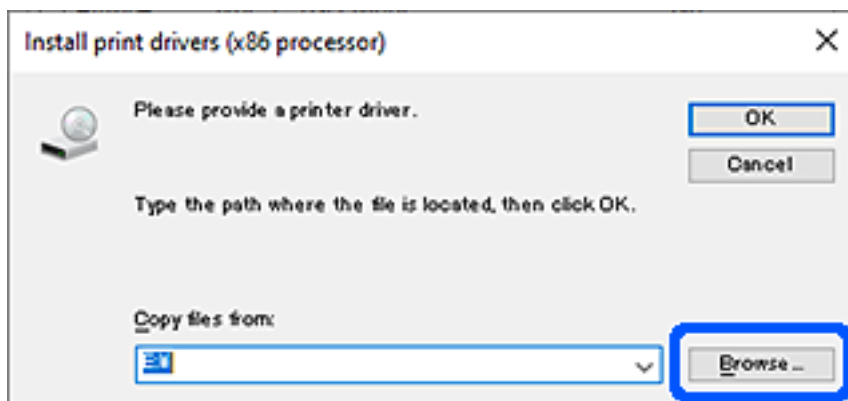 Install print drivers (x86 processor)
Please provide a printer driver.
OK
Cancel
Type the path where the file is located, then click OK.
Copy files from:
Browse...